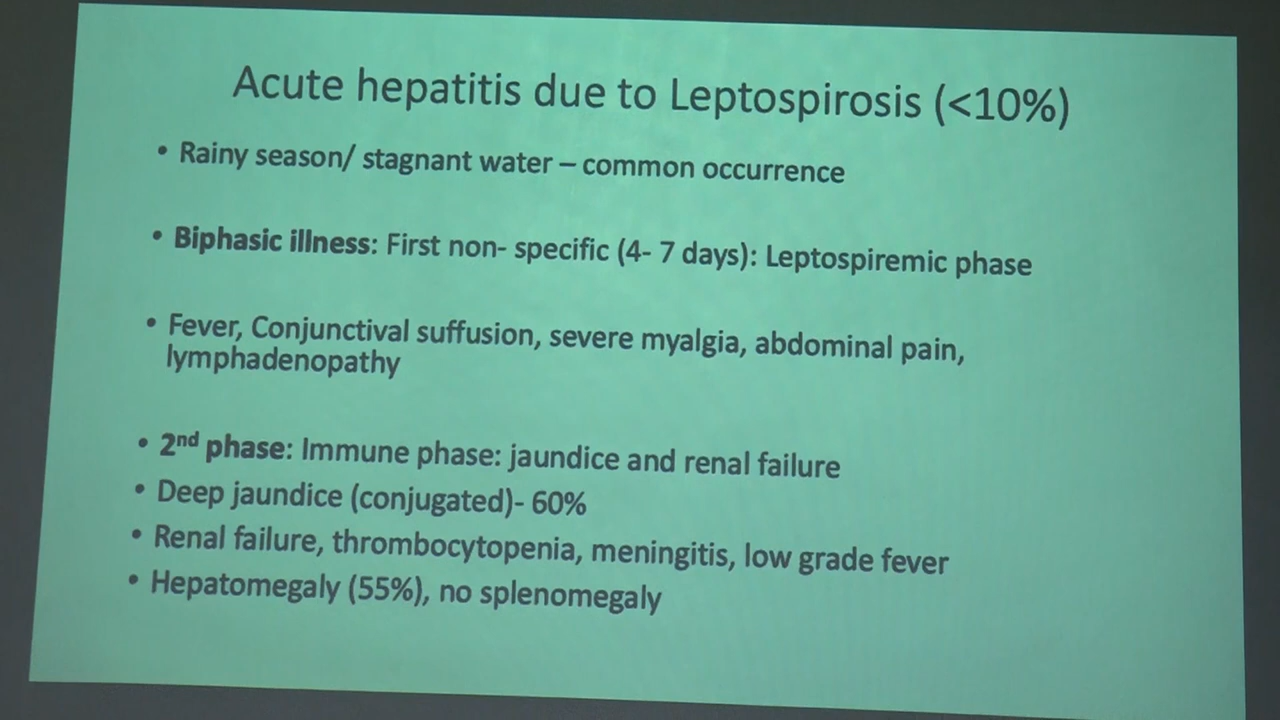 Acute hepatitis due to Leptospirosis (<10%)
• Rainy season/ stagnant water – common occurrence
• Biphasic illness: First non- specific (4- 7 days): Leptospiremic phase
• Fever, Conjunctival suffusion, severe myalgia, abdominal pain,
lymphadenopathy
• 2nd phase: Immune phase: jaundice and renal failure
• Deep jaundice (conjugated)- 60%
• Renal failure, thrombocytopenia, meningitis, low grade fever
• Hepatomegaly (55%), no splenomegaly